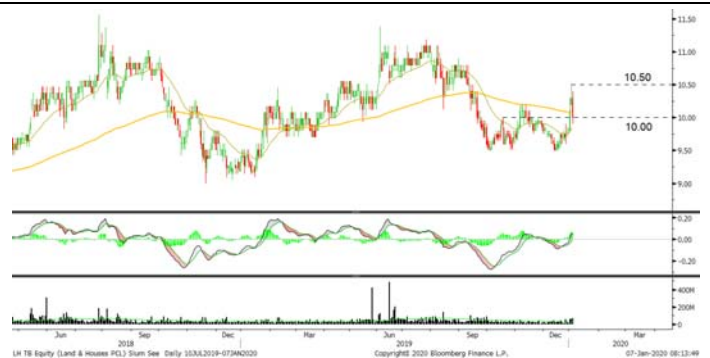 11.50
11.00
10.50
10.50
10.00
10.00
9.50
9.00
0.20
0.00
-0.20
400M
200M
0
Jun Sep Dec Mar Jun Sep Dec
2018 2019 2020
LH TB Equity (Land & Houses PCL) Slum See Daily 10JUL2019-07JAN2020 Copyright© 2020 Bloomberg Finance L.P. 07-Jan-2020 08:13:49